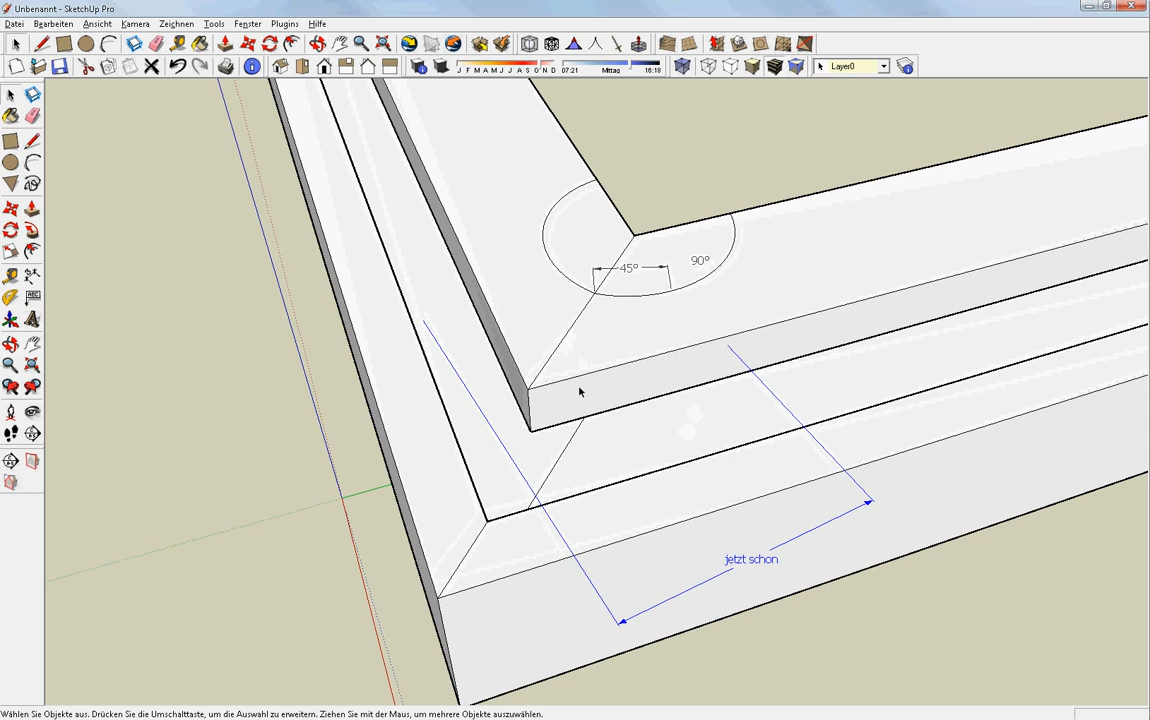 Unbenannt - SketchUp Pro
Datei Bearbeiten Ansicht Kamera Zeichnen Tools Fenster Plugins Hilfe
J F M A M J J A S O N D 07:21 Mittag 16:18 Layer0
45° 90°
jetzt schon
Wählen Sie Objekte aus. Drücken Sie die Umschalttaste, um die Auswahl zu erweitern. Ziehen Sie mit der Maus, um mehrere Objekte auszuwählen.